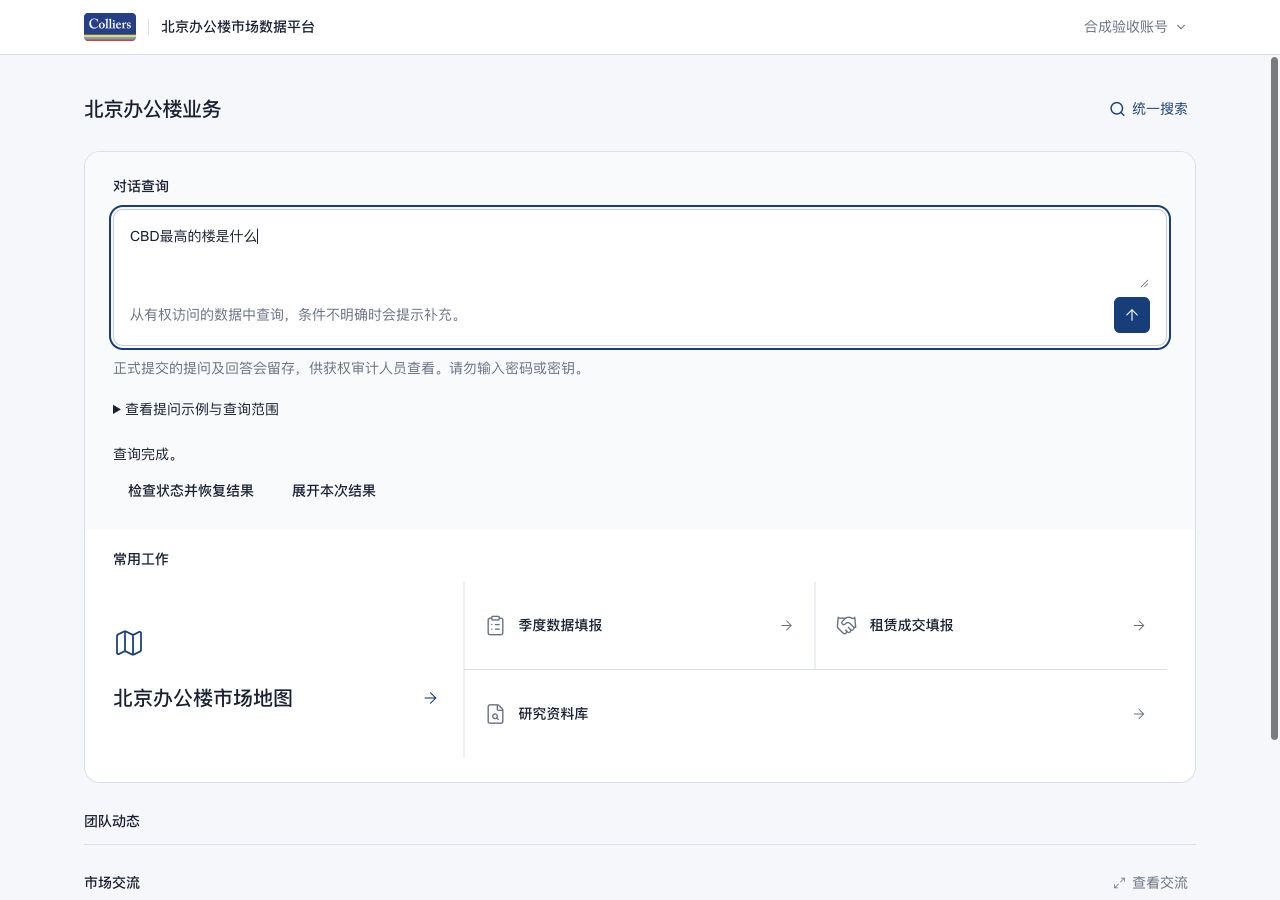 Colliers
北京办公楼市场数据平台
合成验收账号
北京办公楼业务
统一搜索
对话查询
CBD最高的楼是什么
从有权访问的数据中查询，条件不明确时会提示补充。
正式提交的提问及回答会留存，供获权审计人员查看。请勿输入密码或密钥。
查看提问示例与查询范围
查询完成。
检查状态并恢复结果
展开本次结果
常用工作
北京办公楼市场地图
季度数据填报
租赁成交填报
研究资料库
团队动态
市场交流
查看交流